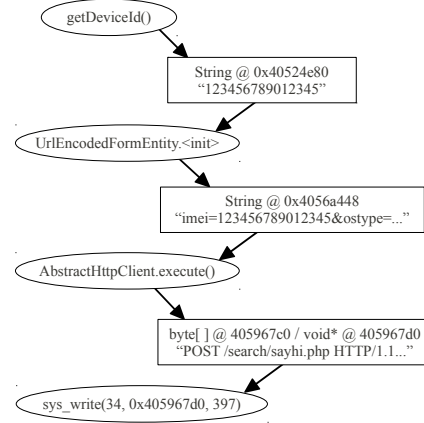 getDeviceId()
String @ 0x40524e80
“123456789012345”
UrlEncodedFormEntity.<init>
String @ 0x4056a448
“imei=123456789012345&ostype=...”
AbstractHttpClient.execute()
byte[ ] @ 405967c0 / void* @ 405967d0
“POST /search/sayhi.php HTTP/1.1...”
sys_write(34, 0x405967d0, 397)